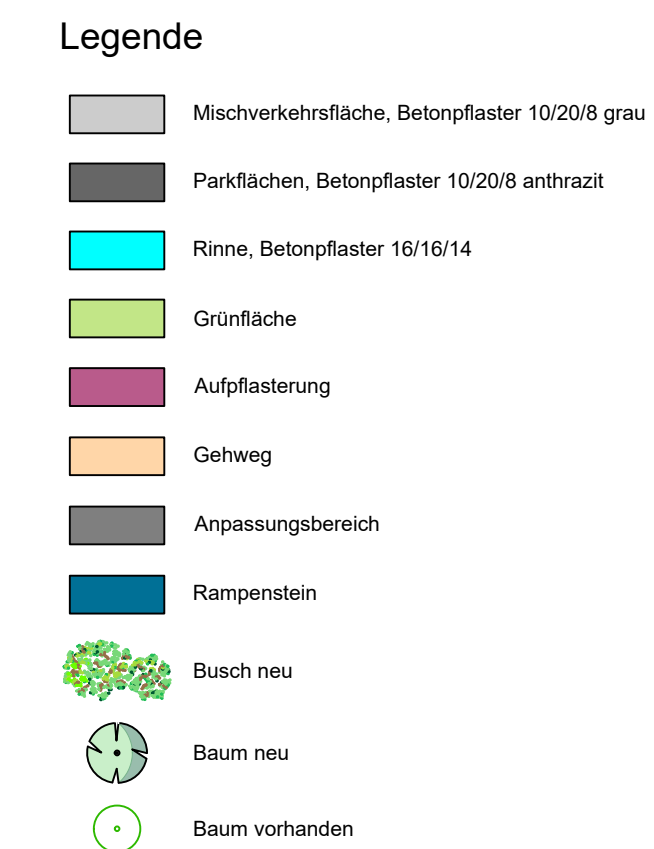 Legende
Mischverkehrsfläche, Betonpflaster 10/20/8 grau
Parkflächen, Betonpflaster 10/20/8 anthrazit
Rinne, Betonpflaster 16/16/14
Grünfläche
Aufpflasterung
Gehweg
Anpassungsbereich
Rampenstein
Busch neu
Baum neu
Baum vorhanden